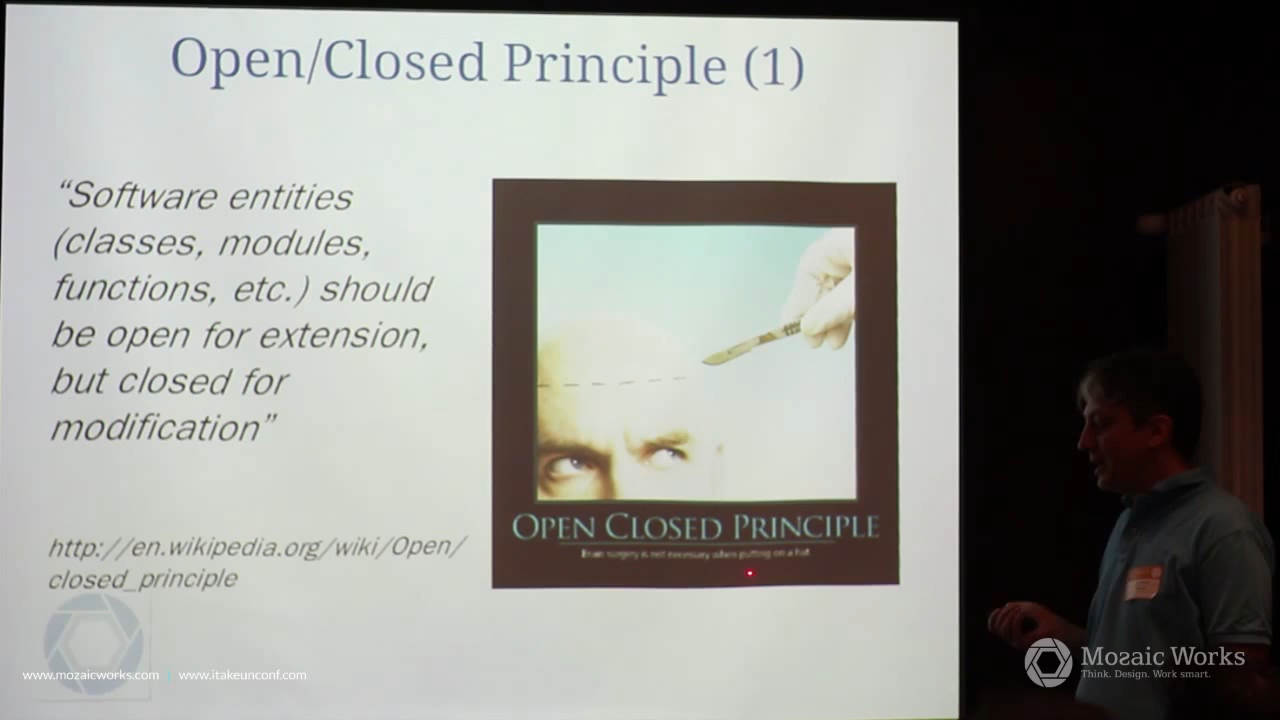 Open/Closed Principle (1)
“Software entities
(classes, modules,
functions, etc.) should
be open for extension,
but closed for
modification”
http://en.wikipedia.org/wiki/Open/
closed_principle
OPEN CLOSED PRINCIPLE
Brain surgery is not necessary when putting on a hat
www.mozaicworks.com | www.itakeunconf.com
Mozaic Works
Think. Design. Work smart.